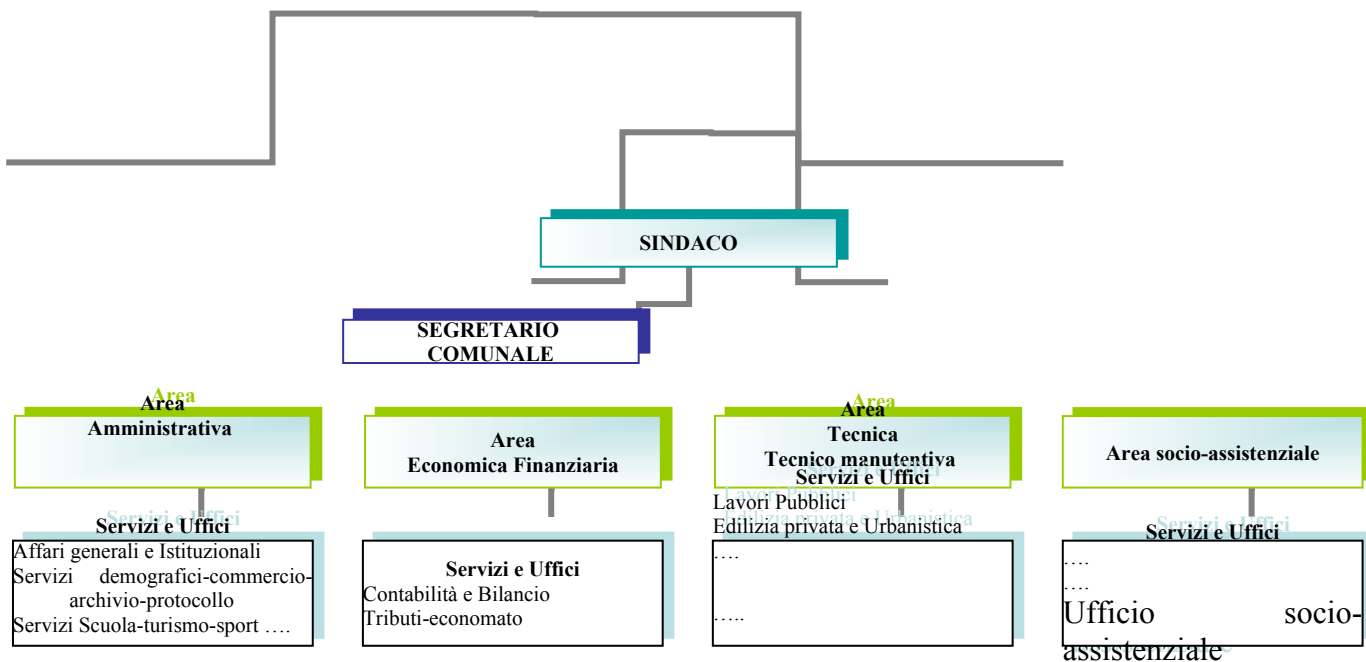 SINDACO
SEGRETARIO
COMUNALE
Area
Amministrativa
Servizi e Uffici
Affari generali e Istituzionali
Servizi demografici-commercio-
archivio-protocollo
Servizi Scuola-turismo-sport ….
Area
Economica Finanziaria
Servizi e Uffici
Contabilità e Bilancio
Tributi-economato
Area
Tecnica
Tecnico manutentiva
Servizi e Uffici
Lavori Pubblici
Edilizia privata e Urbanistica
….
…..
Area socio-assistenziale
Servizi e Uffici
….
….
Ufficio socio-
assistenziale